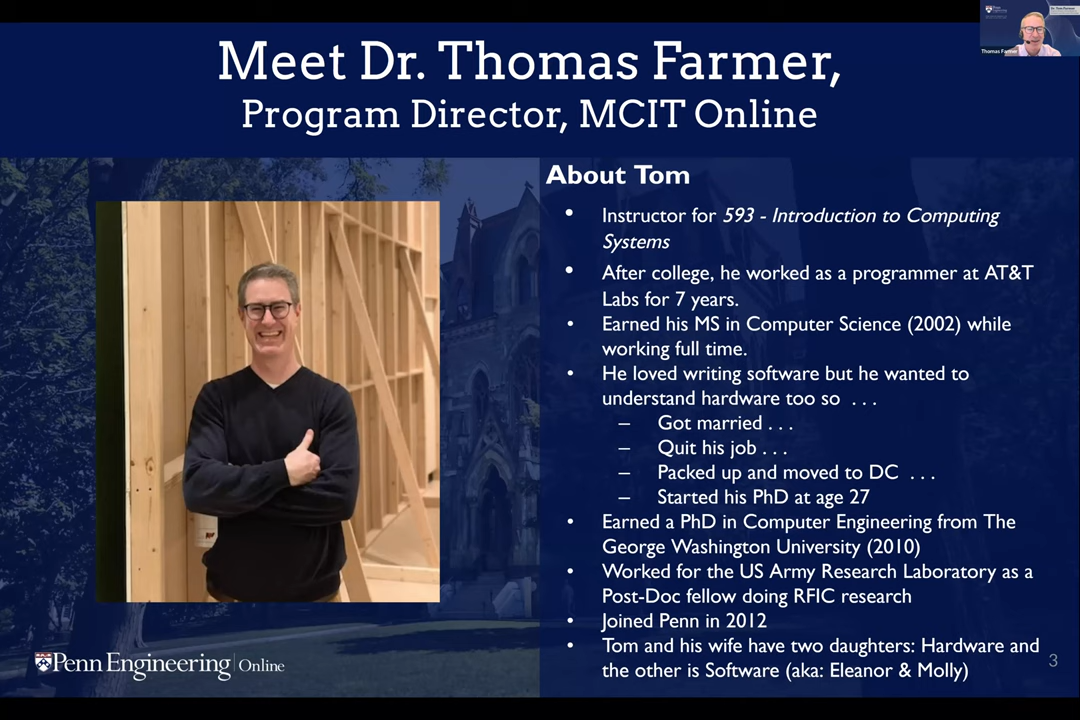 Meet Dr. Thomas Farmer,
Program Director, MCIT Online
About Tom
• Instructor for 593 - Introduction to Computing
Systems
• After college, he worked as a programmer at AT&T
Labs for 7 years.
• Earned his MS in Computer Science (2002) while
working full time.
• He loved writing software but he wanted to
understand hardware too so . . .
– Got married . . .
– Quit his job . . .
– Packed up and moved to DC . . .
– Started his PhD at age 27
• Earned a PhD in Computer Engineering from The
George Washington University (2010)
• Worked for the US Army Research Laboratory as a
Post-Doc fellow doing RFIC research
• Joined Penn in 2012
• Tom and his wife have two daughters: Hardware and
the other is Software (aka: Eleanor & Molly)
3
Penn Engineering | Online
Thomas Farmer